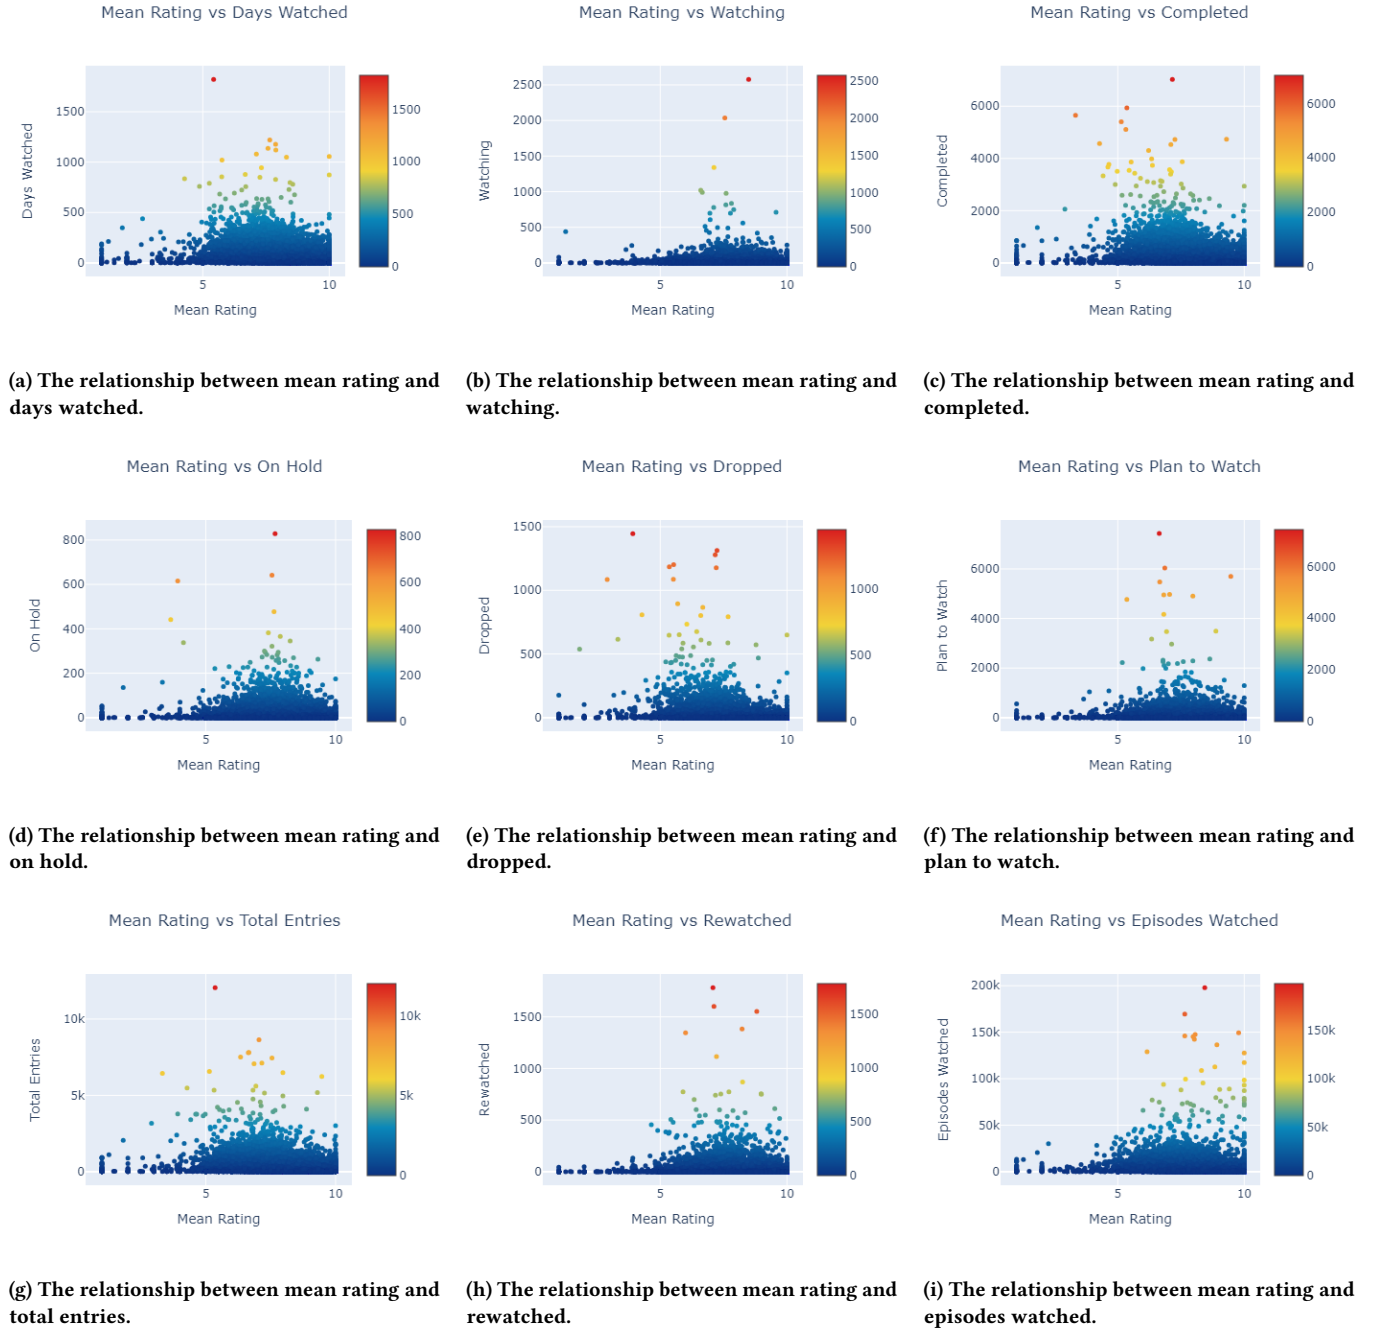 Mean Rating vs Days Watched
Days Watched
1500
1000
500
0
5
10
Mean Rating
1500
1000
500
0
Mean Rating vs Watching
Watching
2500
2000
1500
1000
500
0
5
10
Mean Rating
2500
2000
1500
1000
500
0
Mean Rating vs Completed
Completed
6000
4000
2000
0
5
10
Mean Rating
6000
4000
2000
0
(a) The relationship between mean rating and
days watched.
(b) The relationship between mean rating and
watching.
(c) The relationship between mean rating and
completed.
Mean Rating vs On Hold
On Hold
800
600
400
200
0
5
10
Mean Rating
800
600
400
200
0
Mean Rating vs Dropped
Dropped
1500
1000
500
0
5
10
Mean Rating
1000
500
0
Mean Rating vs Plan to Watch
Plan to Watch
6000
4000
2000
0
5
10
Mean Rating
6000
4000
2000
0
(d) The relationship between mean rating and
on hold.
(e) The relationship between mean rating and
dropped.
(f) The relationship between mean rating and
plan to watch.
Mean Rating vs Total Entries
Total Entries
10k
5k
0
5
10
Mean Rating
10k
5k
0
Mean Rating vs Rewatched
Rewatched
1500
1000
500
0
5
10
Mean Rating
1500
1000
500
0
Mean Rating vs Episodes Watched
Episodes Watched
200k
150k
100k
50k
0
5
10
Mean Rating
150k
100k
50k
0
(g) The relationship between mean rating and
total entries.
(h) The relationship between mean rating and
rewatched.
(i) The relationship between mean rating and
episodes watched.